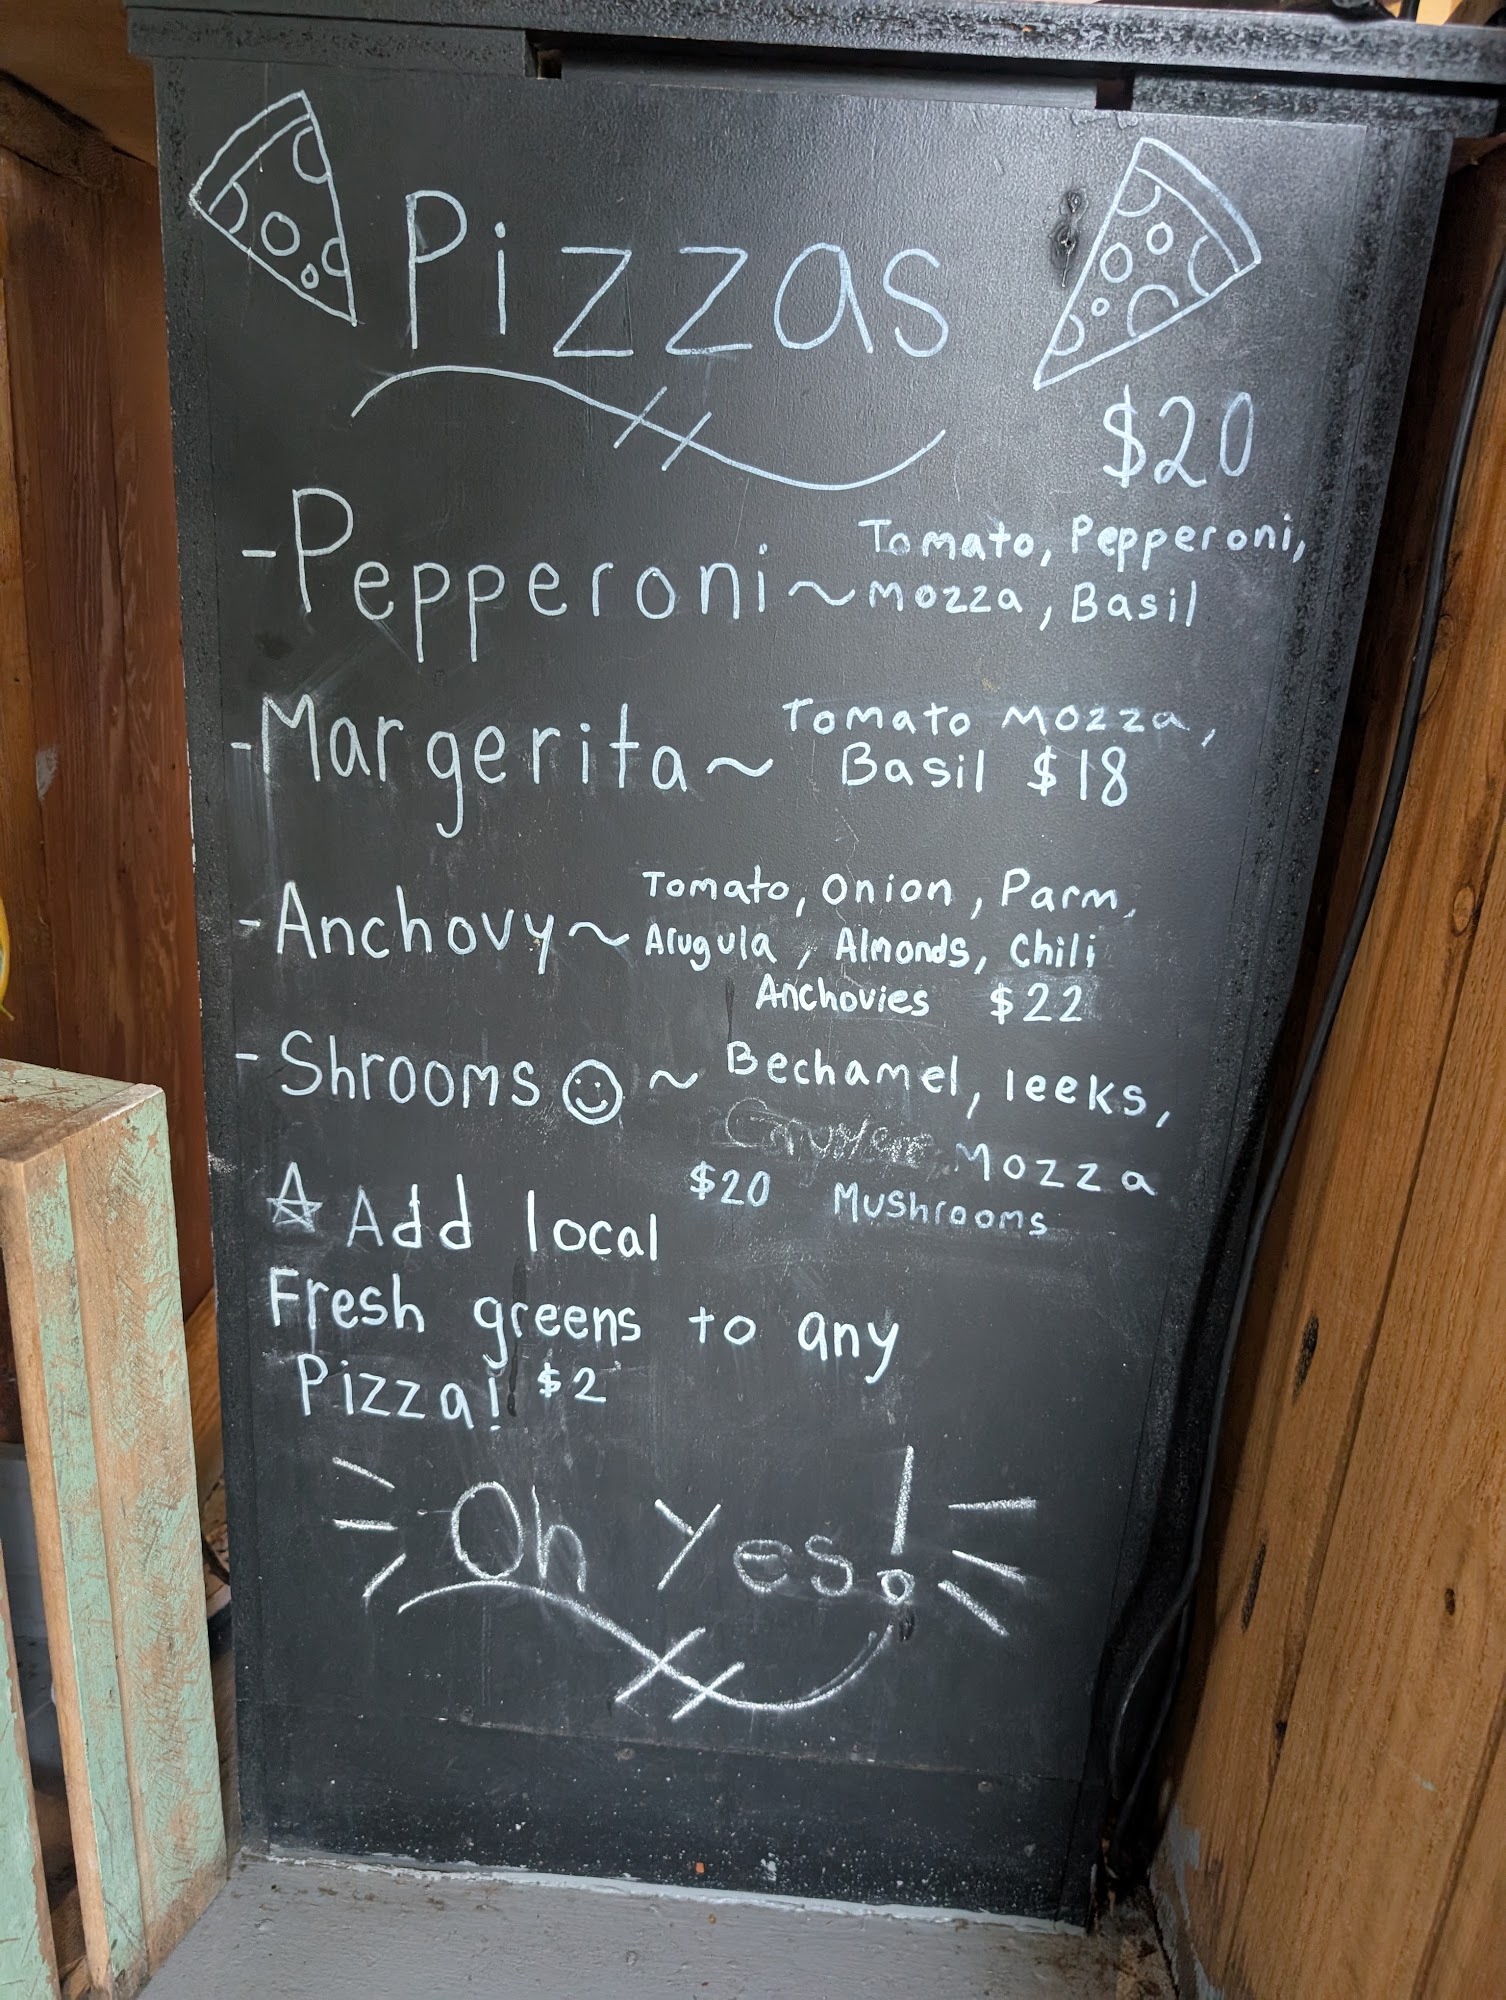 Pizzas
$20
-Pepperoni ~ Tomato, Pepperoni,
Mozza, Basil
-Margerita ~ Tomato Mozza,
Basil $18
-Anchovy ~ Tomato, Onion, Parm,
Arugula, Almonds, Chili
Anchovies $22
-Shrooms ☺ ~ Bechamel, leeks,
Mozza
$20 Mushrooms
☆ Add local
Fresh greens to any
Pizza! $2
Oh Yes!